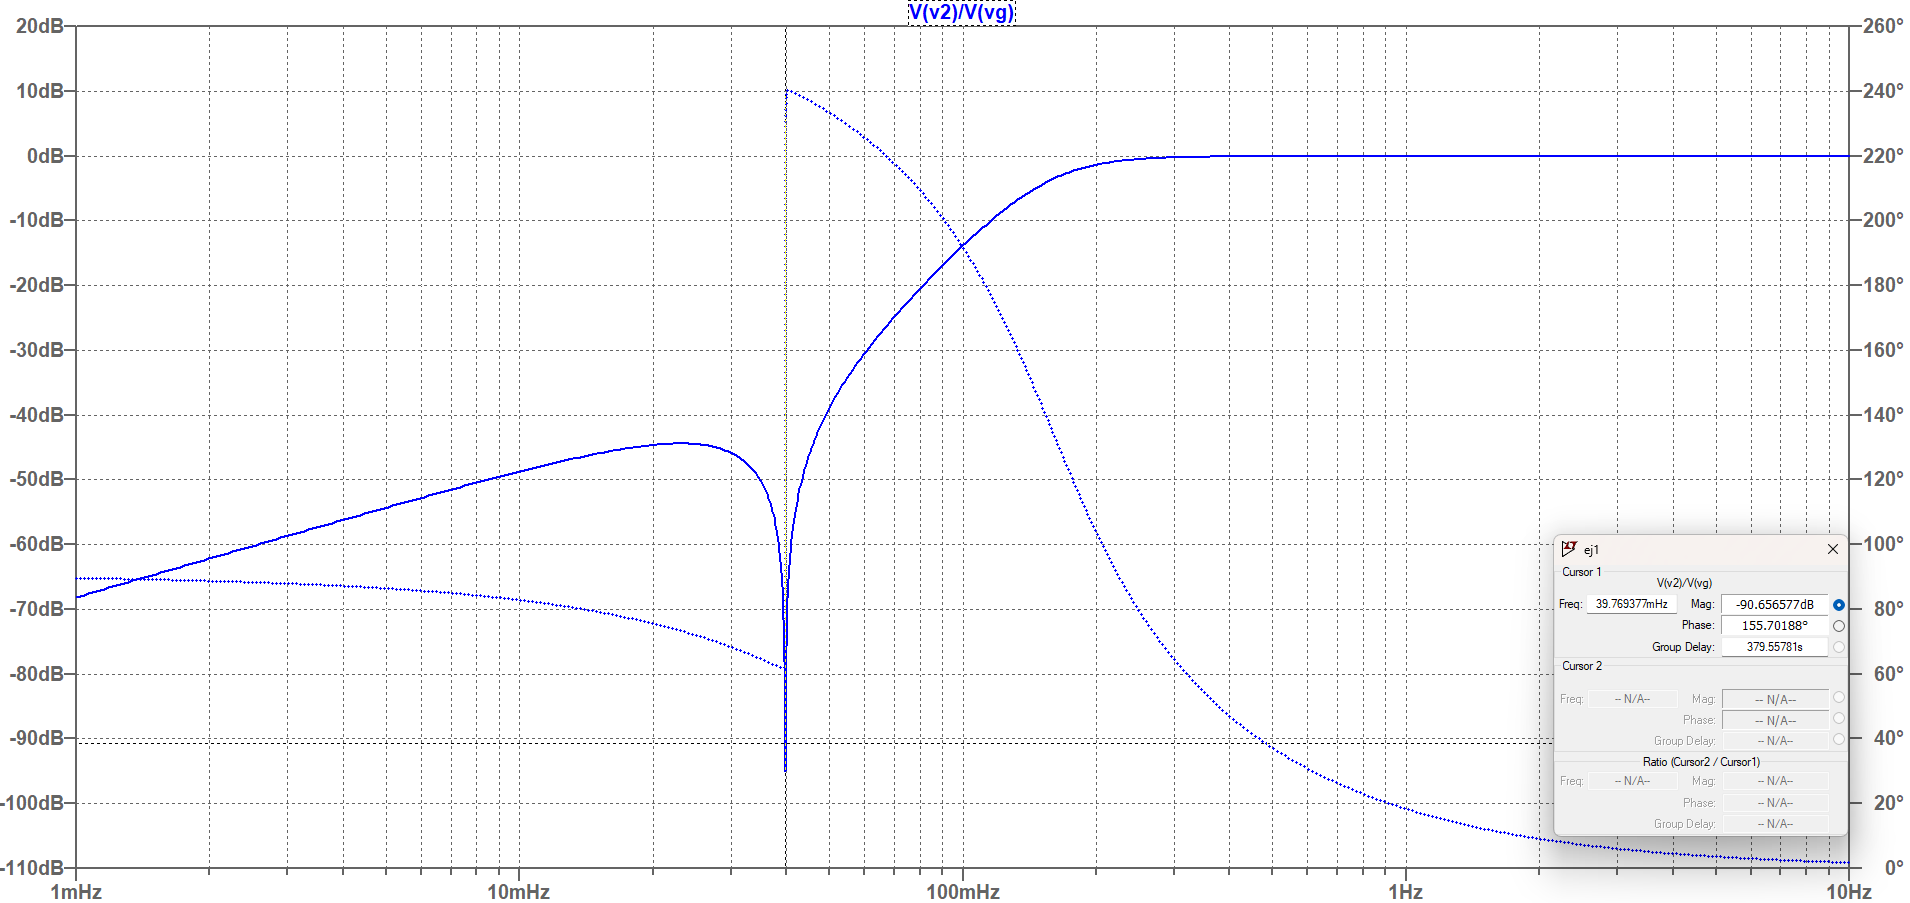 V(v2)/V(vg)
20dB
10dB
0dB
-10dB
-20dB
-30dB
-40dB
-50dB
-60dB
-70dB
-80dB
-90dB
-100dB
-110dB
260°
240°
220°
200°
180°
160°
140°
120°
100°
80°
60°
40°
20°
0°
1mHz 10mHz 100mHz 1Hz 10Hz
ej1
Cursor 1
V(v2)/V(vg)
Freq: 39.769377mHz Mag: -90.656577dB
Phase: 155.70188°
Group Delay: 379.55781s
Cursor 2
Freq: -- N/A-- Mag: -- N/A--
Phase: -- N/A--
Group Delay: -- N/A--
Ratio (Cursor2 / Cursor1)
Freq: -- N/A-- Mag: -- N/A--
Phase: -- N/A--
Group Delay: -- N/A--